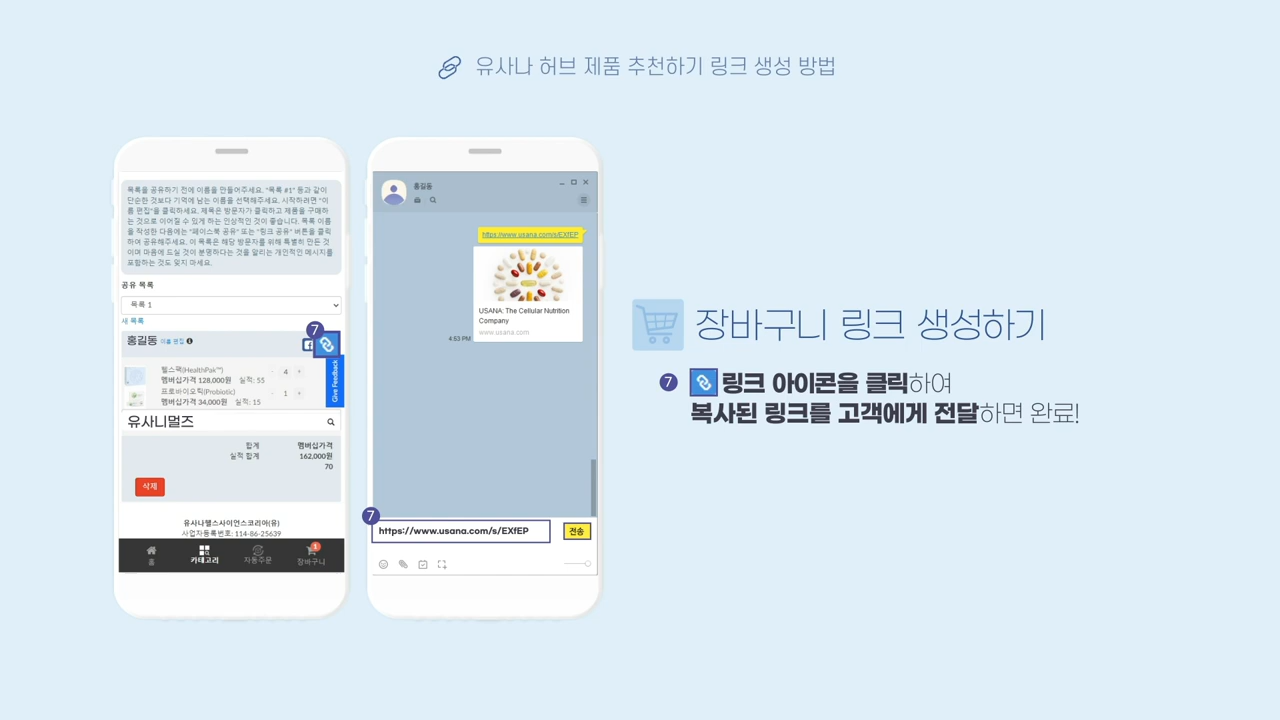 유사나 허브 제품 추천하기 링크 생성 방법
목록을 공유하기 전에 이름을 만들어주세요. "목록 #1" 등과 같이
단순한 것보다 기억에 남는 이름을 선택해주세요. 시작하려면 "이
름 편집"을 클릭하세요. 제목은 방문자가 클릭하고 제품을 구매하
는 것으로 이어질 수 있게 하는 인상적인 것이 좋습니다. 목록 이름
을 작성한 다음에는 "페이스북 공유" 또는 "링크 공유" 버튼을 클릭
하여 공유해주세요. 이 목록은 해당 방문자를 위해 특별히 만든 것
이며 마음에 드실 것이 분명하다는 것을 알리는 개인적인 메시지를
포함하는 것도 잊지 마세요.
공유 목록
목록 1
새 목록
7
홍길동 이름 편집
헬스팩(HealthPak™)
멤버십가격 128,000원 실적: 55
- 4 +
프로바이오틱(Probiotic)
멤버십가격 34,000원 실적: 15
- 1 +
Give Feedback
유사니멀즈
합계 멤버십가격
실적 합계 162,000원
70
삭제
유사나헬스사이언스코리아(유)
사업자등록번호: 114-86-25639
홈 카테고리 자동주문 장바구니
1
홍길동
https://www.usana.com/s/EXfEP
USANA: The Cellular Nutrition
Company
www.usana.com
4:53 PM
7
https://www.usana.com/s/EXfEP
전송
장바구니 링크 생성하기
7 링크 아이콘을 클릭하여
복사된 링크를 고객에게 전달하면 완료!